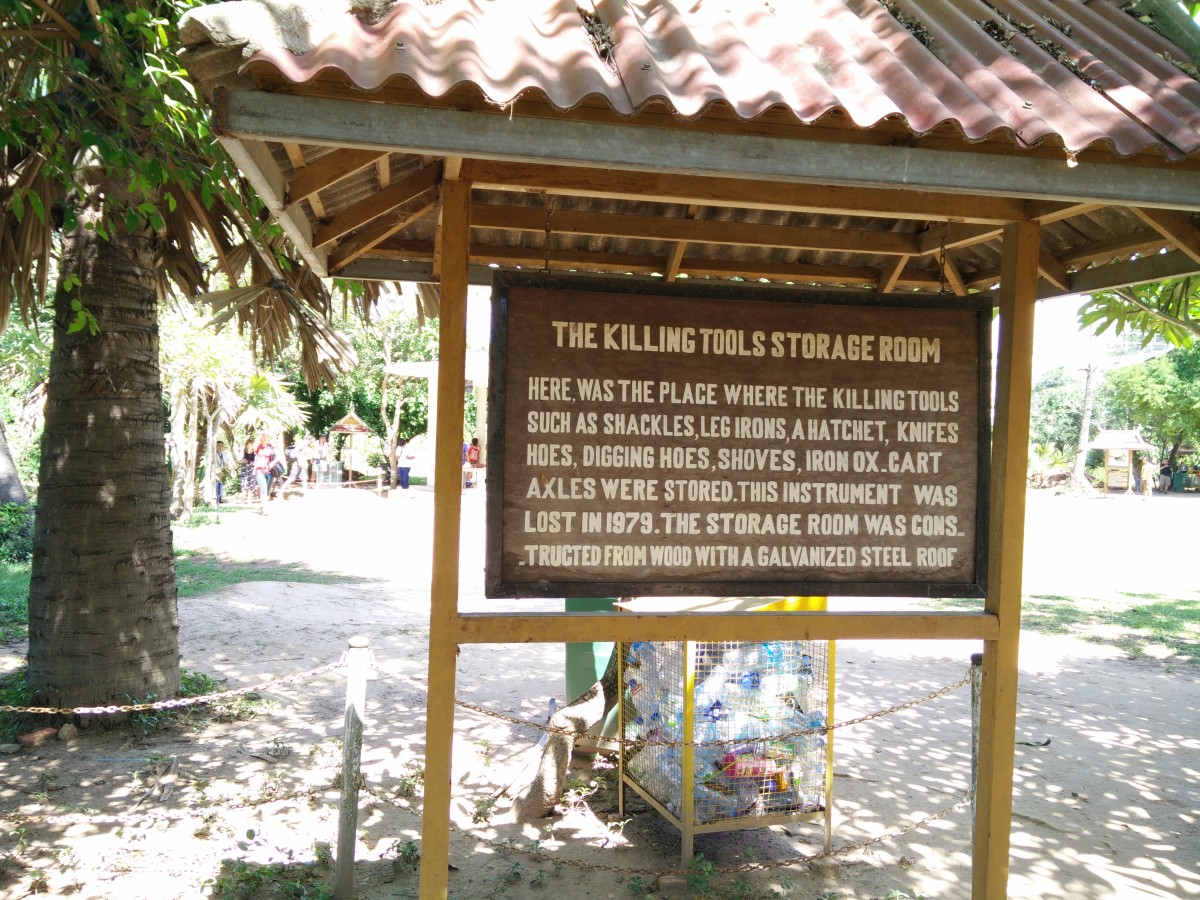 THE KILLING TOOLS STORAGE ROOM
HERE, WAS THE PLACE WHERE THE KILLING TOOLS
SUCH AS SHACKLES, LEG IRONS, A HATCHET, KNIFES
HOES, DIGGING HOES, SHOVES, IRON OX. CART
AXLES WERE STORED. THIS INSTRUMENT WAS
LOST IN 1979. THE STORAGE ROOM WAS CONS-
-TRUCTED FROM WOOD WITH A GALVANIZED STEEL ROOF